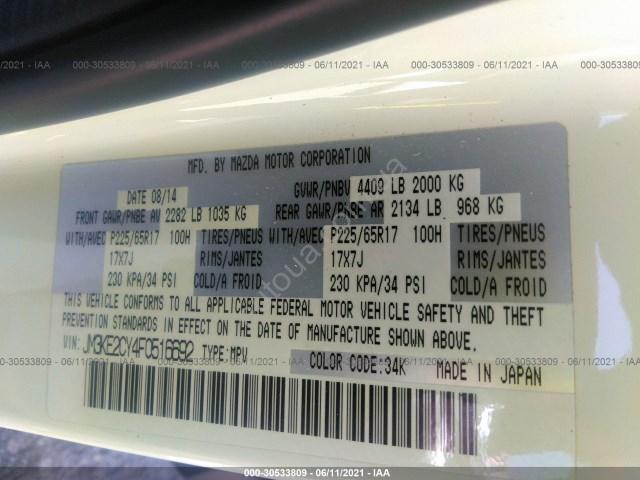 000-30533809 - 06/11/2021 - IAA
MFD. BY MAZDA MOTOR CORPORATION
DATE 08/14 GVWR/PNBV 4409 LB 2000 KG
FRONT GAWR/PNBE AV 2282 LB 1035 KG REAR GAWR/PNBE AR 2134 LB 968 KG
WITH/AVEC P225/65R17 100H TIRES/PNEUS WITH/AVEC P225/65R17 100H TIRES/PNEUS
17X7J RIMS/JANTES 17X7J RIMS/JANTES
230 KPA/34 PSI COLD/A FROID 230 KPA/34 PSI COLD/A FROID
THIS VEHICLE CONFORMS TO ALL APPLICABLE FEDERAL MOTOR VEHICLE SAFETY AND THEFT
PREVENTION STANDARDS IN EFFECT ON THE DATE OF MANUFACTURE SHOWN ABOVE.
VIN: JM3KE2CY4F0516692 TYPE:MPV COLOR CODE:34K MADE IN JAPAN
000-30533809 - 06/11/2021 - IAA